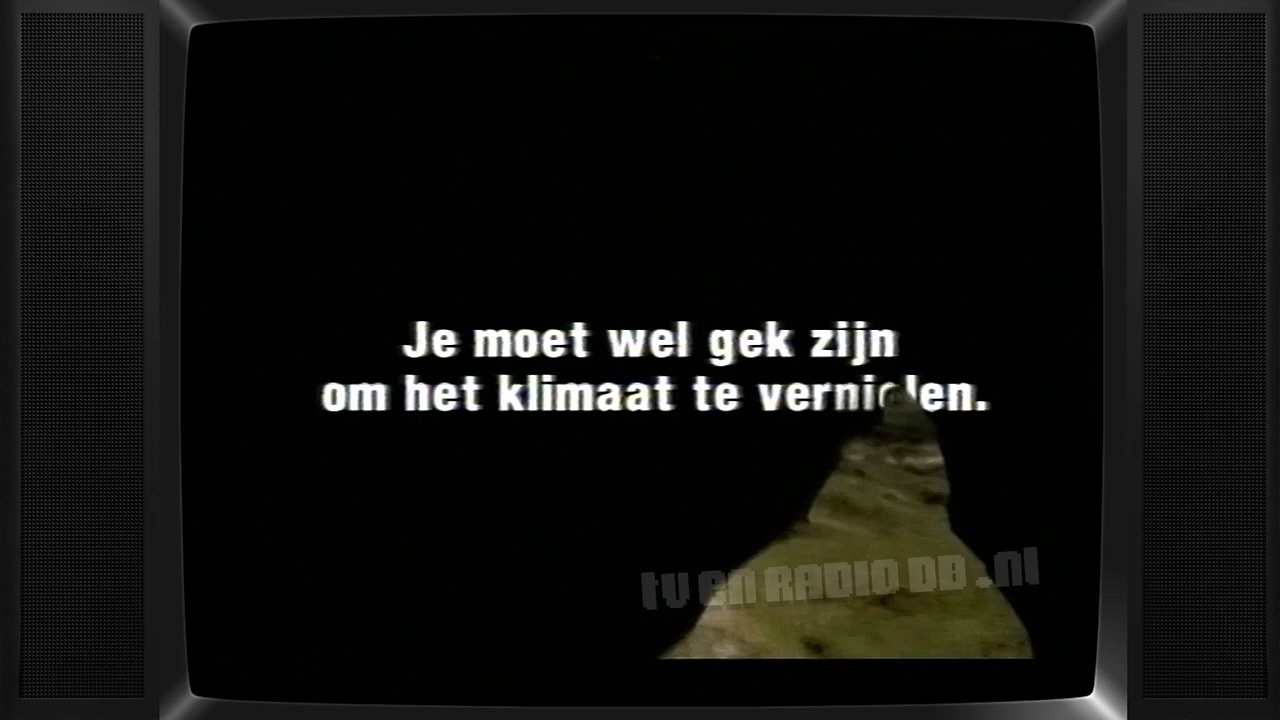 Je moet wel gek zijn
om het klimaat te vernielen.
tv en RADIO DB .nl